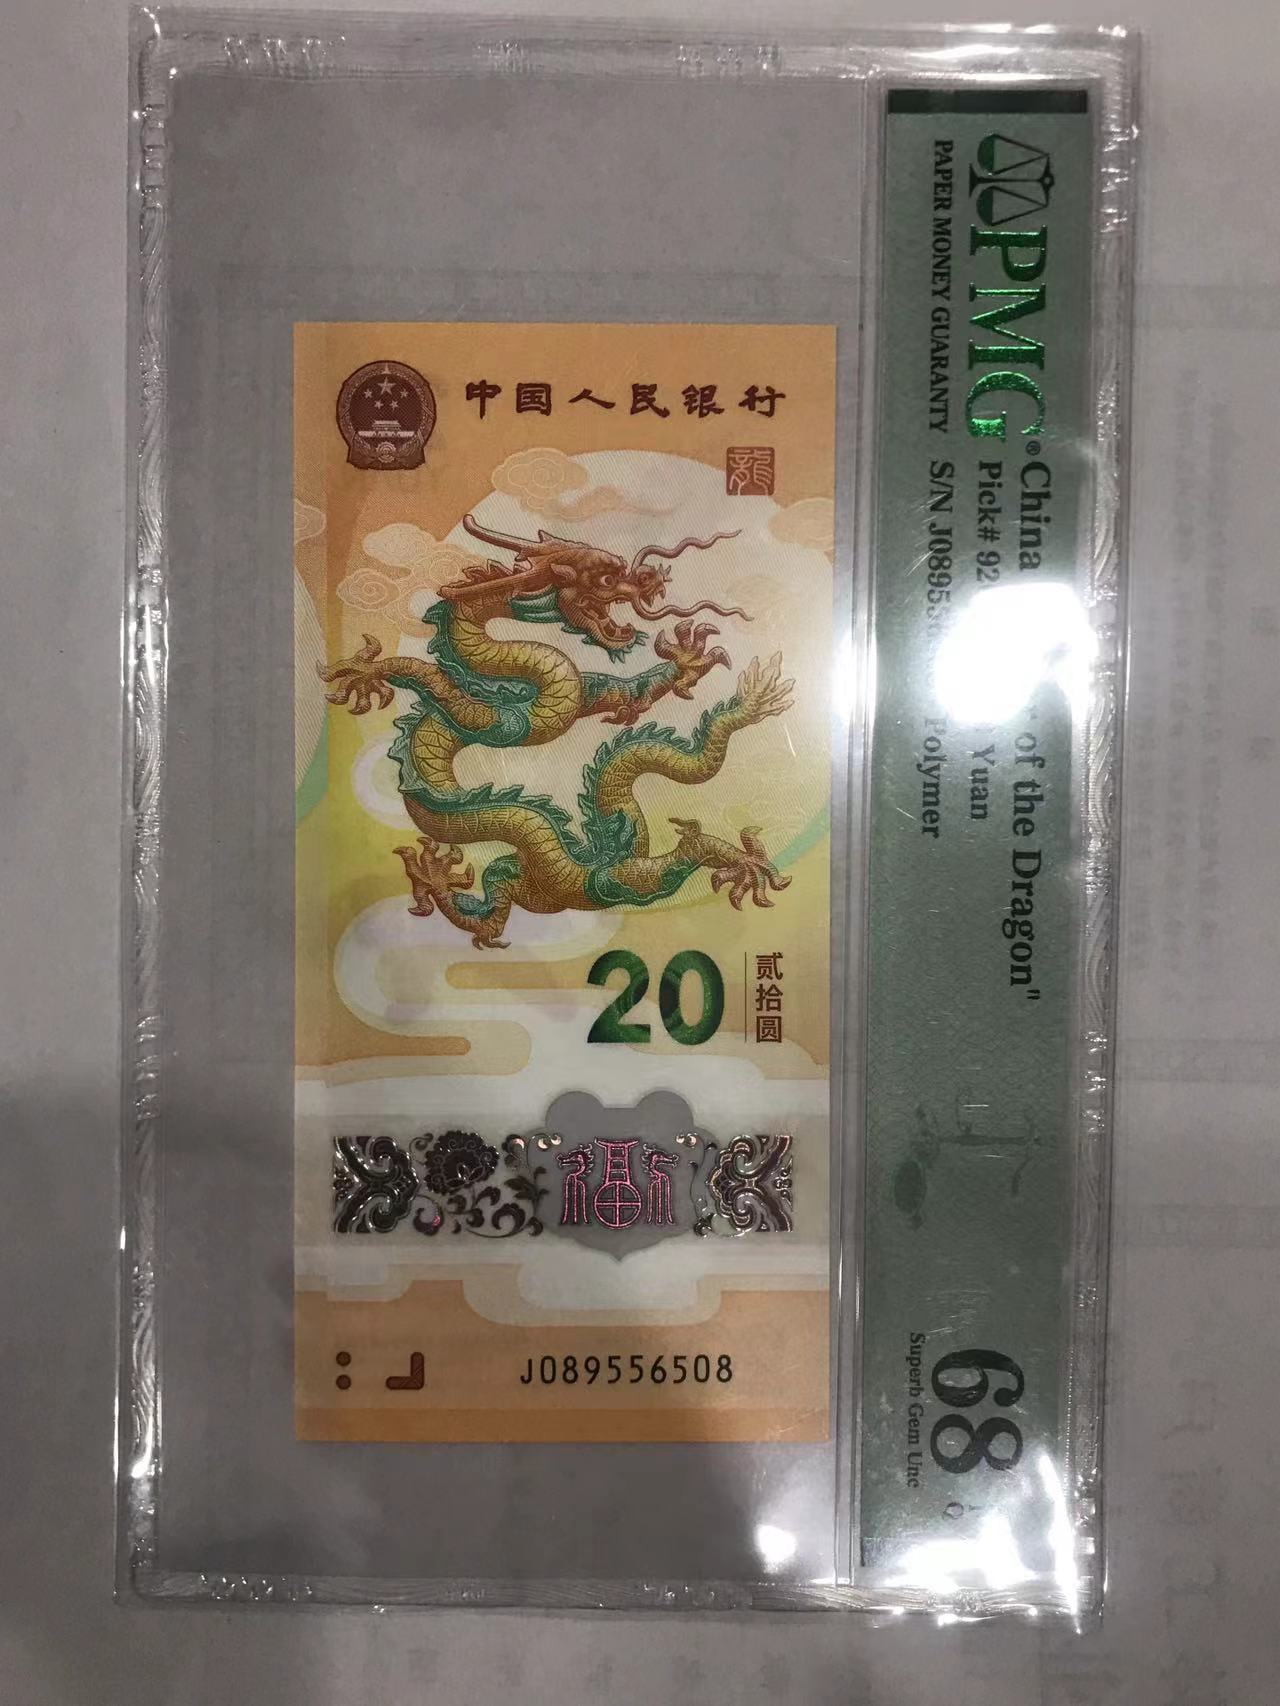 中国人民银行
龍
20
贰拾圆
福
J089556508
PMG®
PAPER MONEY GUARANTY
China
of the Dragon"
Pick# 92
Yuan
S/N J0895
Polymer
68
Superb Gem Unc
Q